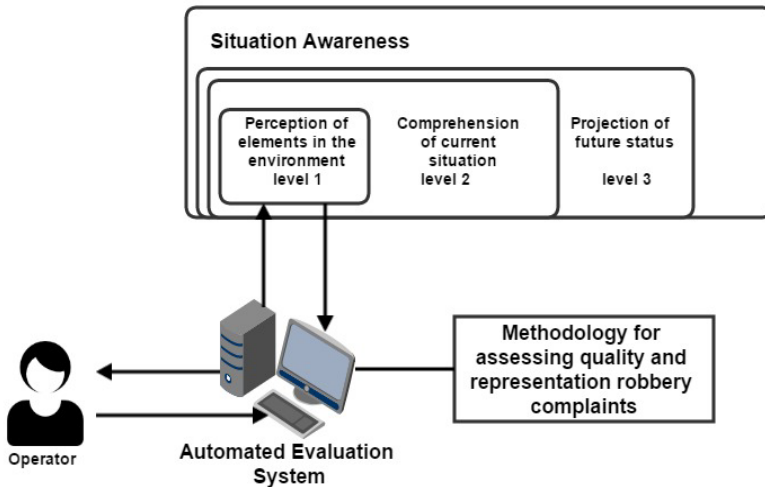 Situation Awareness
Perception of
elements in the
environment
level 1
Comprehension
of current
situation
level 2
Projection of
future status
level 3
Methodology for
assessing quality and
representation robbery
complaints
Operator
Automated Evaluation
System